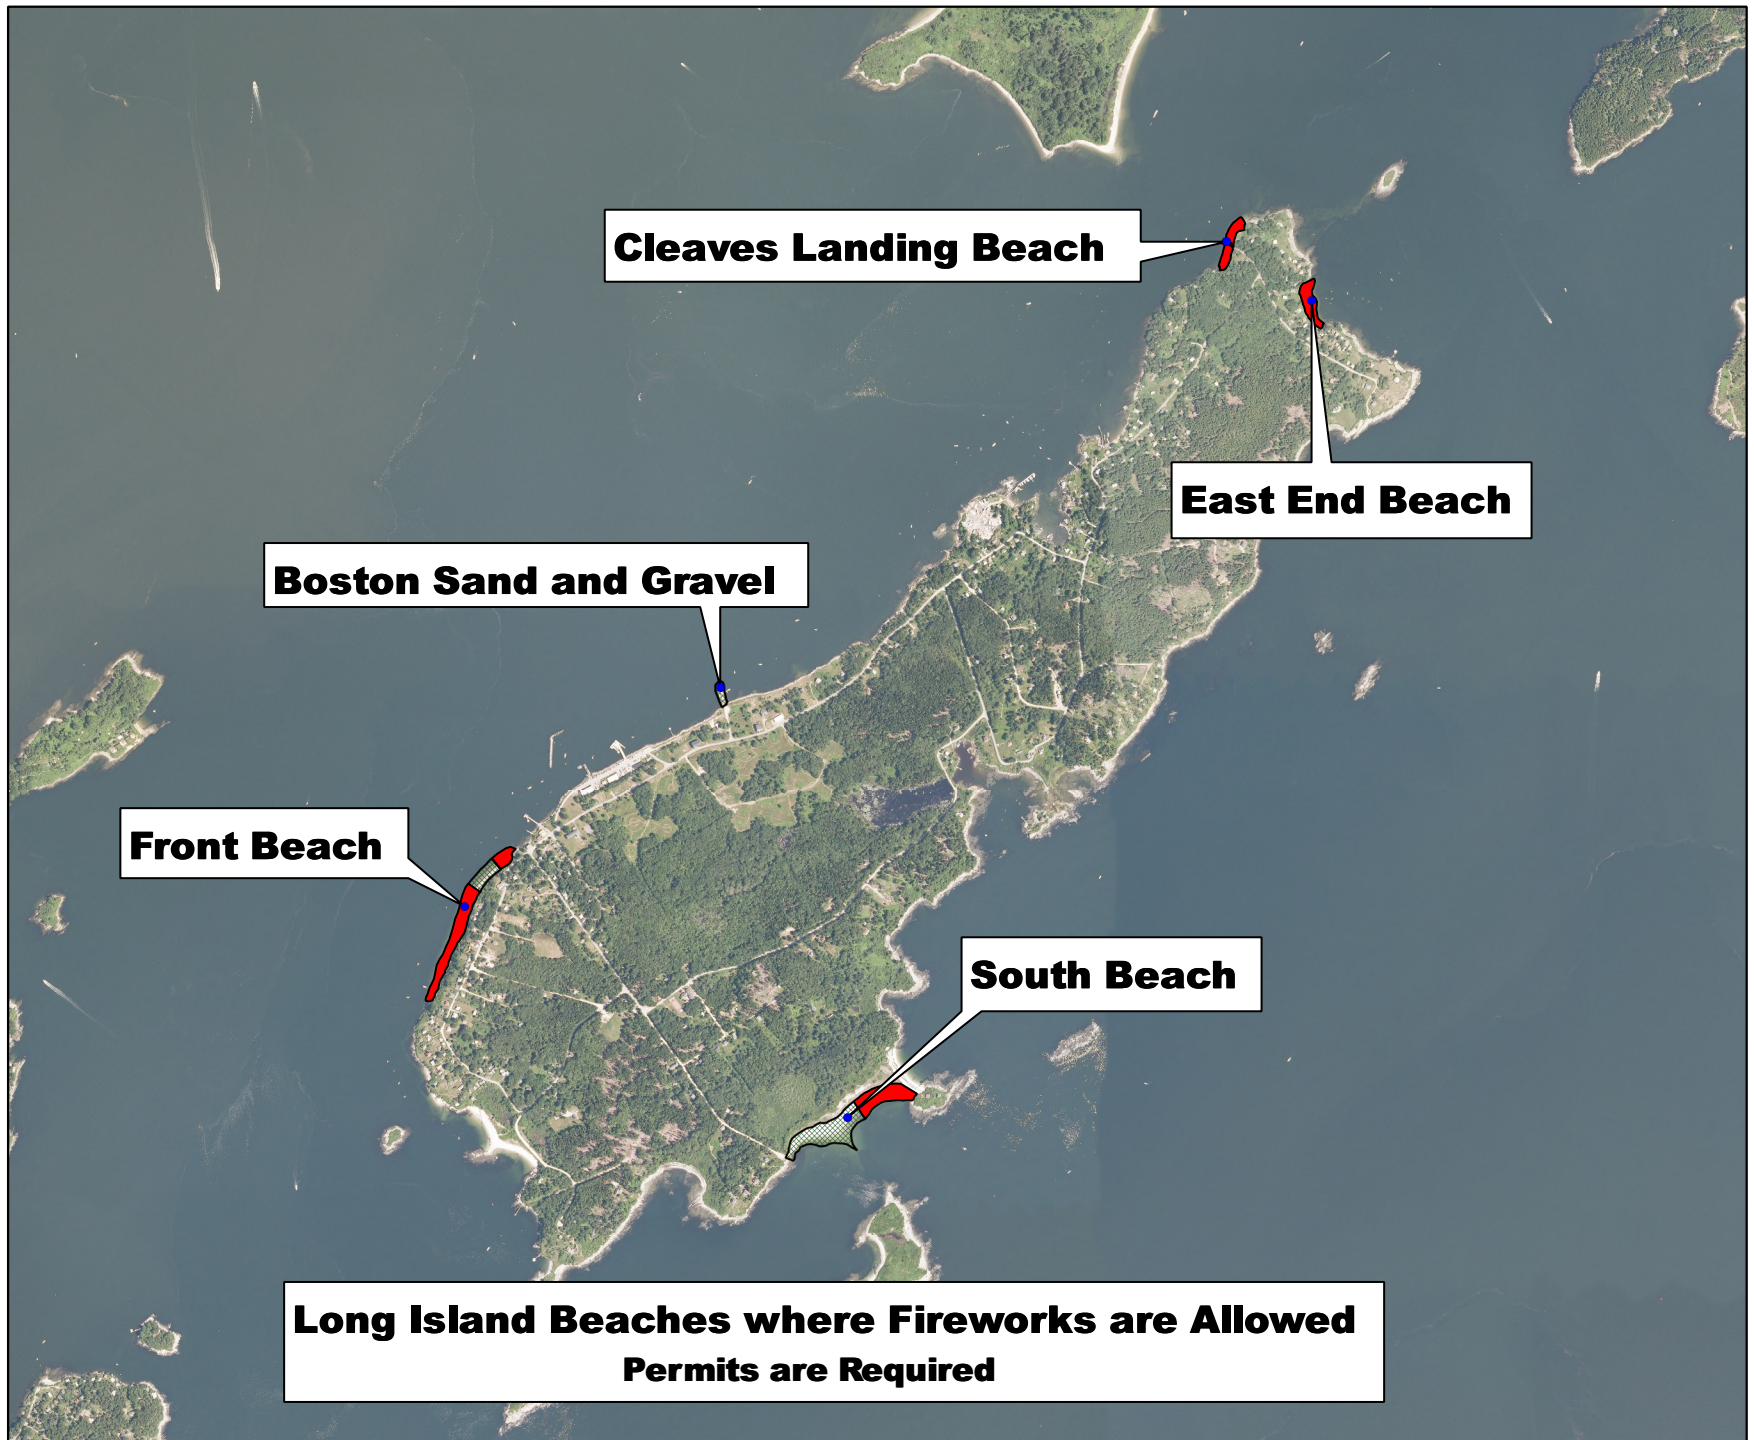 Cleaves Landing Beach
East End Beach
Boston Sand and Gravel
Front Beach
South Beach
Long Island Beaches where Fireworks are Allowed
Permits are Required